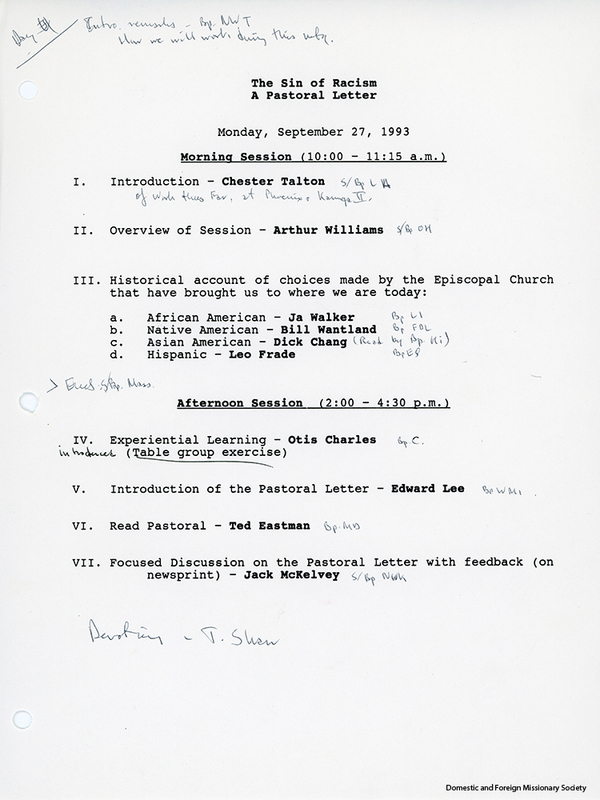 Intro. remarks - Bp. NWT
How we will work during this mtg.
The Sin of Racism
A Pastoral Letter
Monday, September 27, 1993
Morning Session (10:00 - 11:15 a.m.)
I. Introduction - Chester Talton S/Bp LA
of work thus far, at Phoenix & Kanuga II.
II. Overview of Session - Arthur Williams S/Bp OH
III. Historical account of choices made by the Episcopal Church
that have brought us to where we are today:
a. African American - Ja Walker Bp LI
b. Native American - Bill Wantland Bp FDL
c. Asian American - Dick Chang (Read by Bp. Hi)
d. Hispanic - Leo Frade
> S/Bp. Mass.
Afternoon Session (2:00 - 4:30 p.m.)
IV. Experiential Learning - Otis Charles Bp. C.
introduced (Table group exercise)
V. Introduction of the Pastoral Letter - Edward Lee Bp WMI
VI. Read Pastoral - Ted Eastman Bp. MD
VII. Focused Discussion on the Pastoral Letter with feedback (on
newsprint) - Jack McKelvey S/Bp NWK
- T. Shaw
Domestic and Foreign Missionary Society